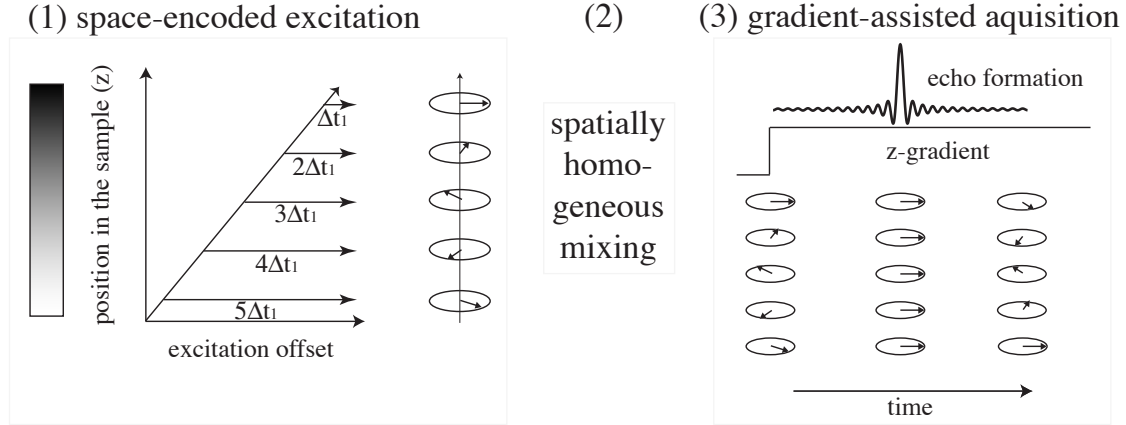 (1) space-encoded excitation
position in the sample (z)
Δt₁
2Δt₁
3Δt₁
4Δt₁
5Δt₁
excitation offset
(2)
spatially
homo-
geneous
mixing
(3) gradient-assisted aquisition
echo formation
z-gradient
time